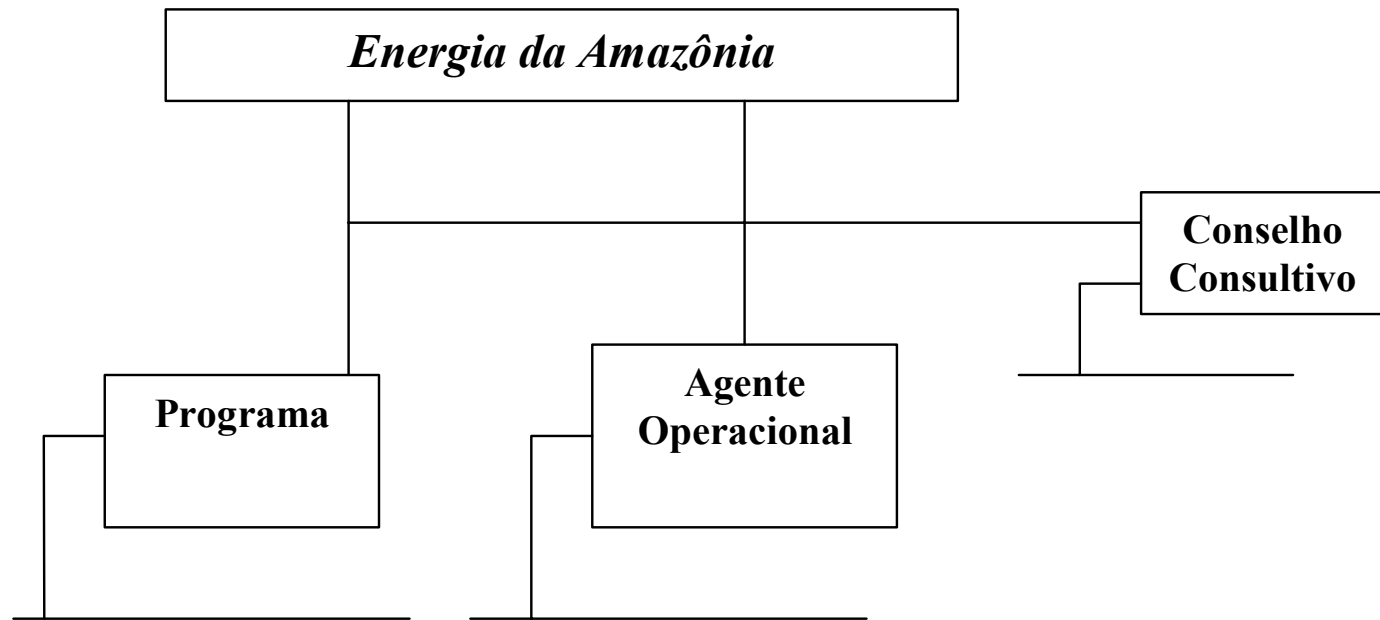 Energia da Amazônia
Conselho
Consultivo
Programa
Agente
Operacional